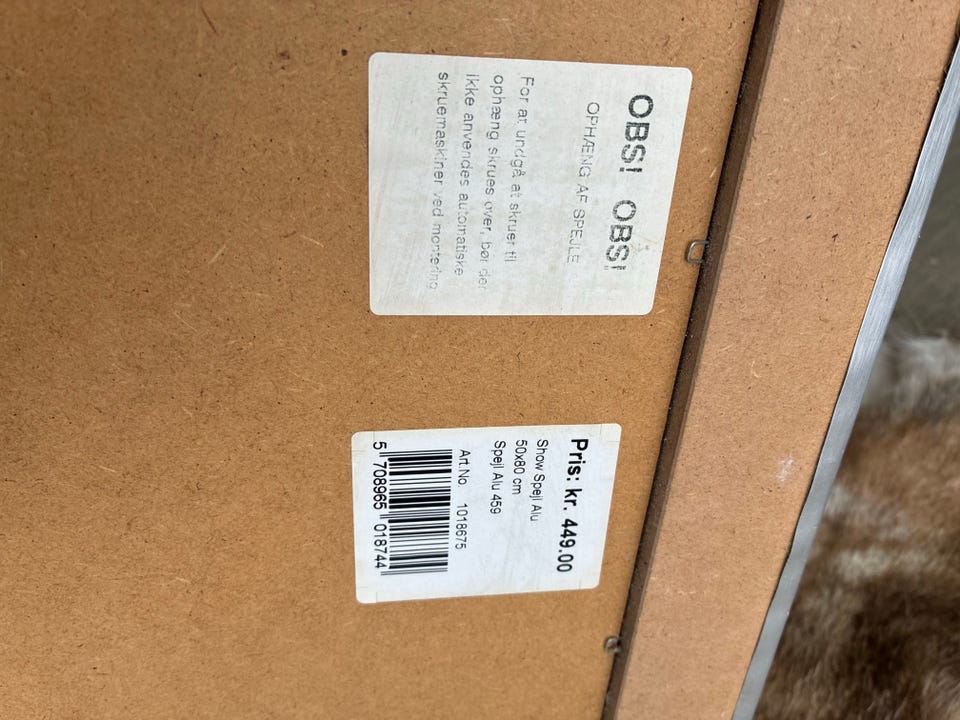 OBS! OBS!
OPHÆNG AF SPEJLE
For at undgå at skruer til
ophæng skrues over, bør der
ikke anvendes automatiske
skruemaskiner ved montering
Pris: kr. 449.00
Show Spejl Alu
50x80 cm
Spejl Alu 459
Art.No. 1018675
5 708965 018744